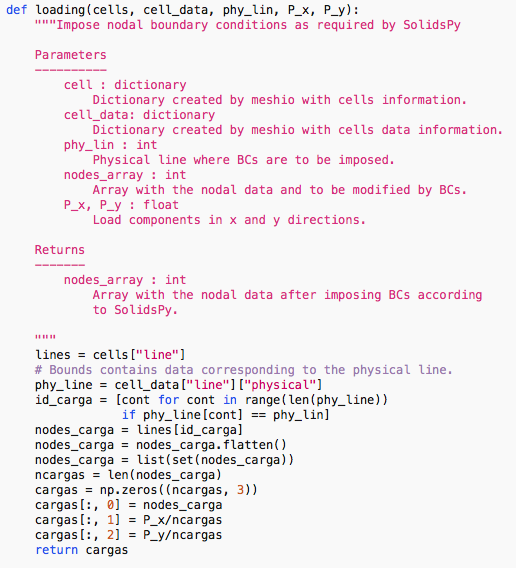 def loading(cells, cell_data, phy_lin, P_x, P_y):
    """Impose nodal boundary conditions as required by SolidsPy

    Parameters
    ----------
        cell : dictionary
            Dictionary created by meshio with cells information.
        cell_data: dictionary
            Dictionary created by meshio with cells data information.
        phy_lin : int
            Physical line where BCs are to be imposed.
        nodes_array : int
            Array with the nodal data and to be modified by BCs.
        P_x, P_y : float
            Load components in x and y directions.

    Returns
    -------
        nodes_array : int
            Array with the nodal data after imposing BCs according
            to SolidsPy.

    """
    lines = cells["line"]
    # Bounds contains data corresponding to the physical line.
    phy_line = cell_data["line"]["physical"]
    id_carga = [cont for cont in range(len(phy_line))
                if phy_line[cont] == phy_lin]
    nodes_carga = lines[id_carga]
    nodes_carga = nodes_carga.flatten()
    nodes_carga = list(set(nodes_carga))
    ncargas = len(nodes_carga)
    cargas = np.zeros((ncargas, 3))
    cargas[:, 0] = nodes_carga
    cargas[:, 1] = P_x/ncargas
    cargas[:, 2] = P_y/ncargas
    return cargas